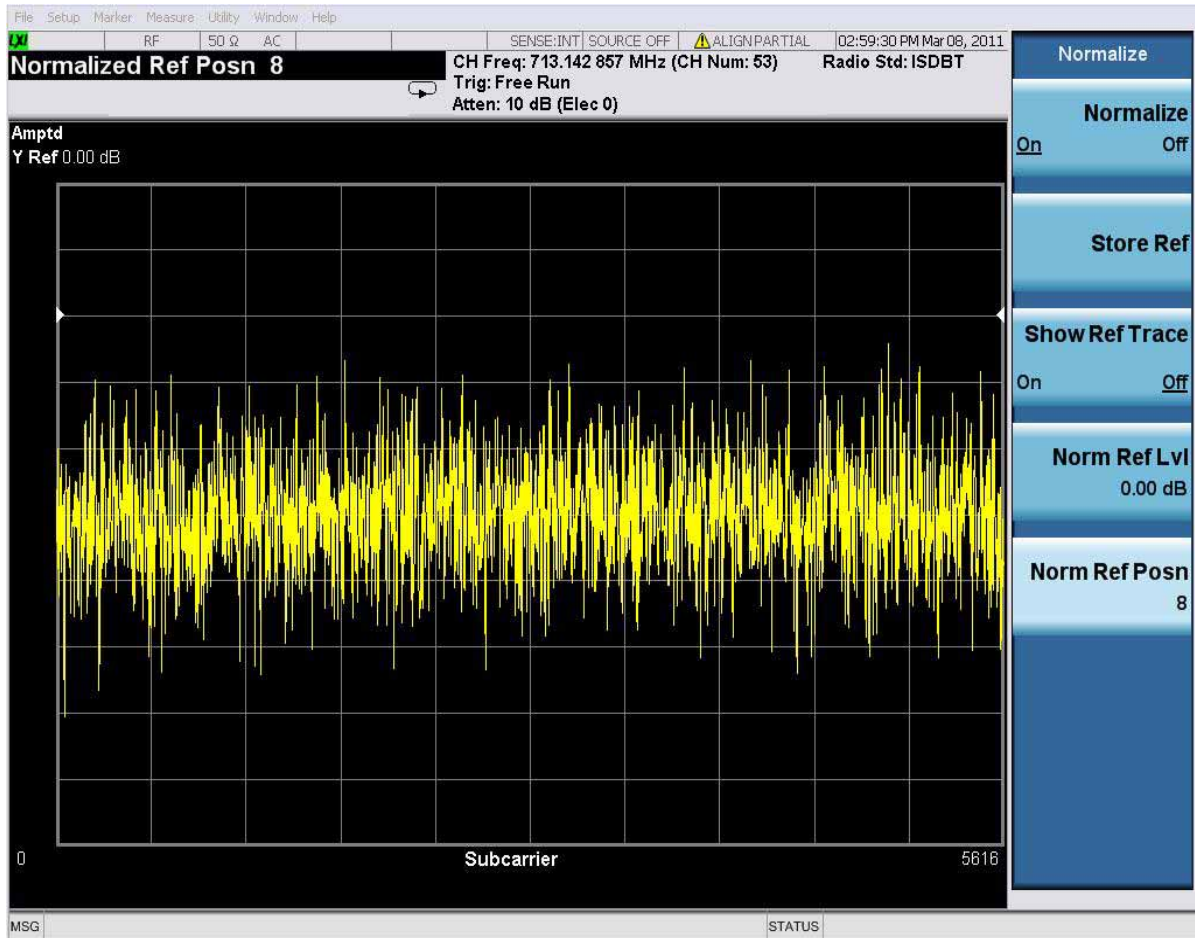 File Setup Marker Measure Utility Window Help
LXI RF 50 Ω AC SENSE:INT SOURCE OFF ALIGN PARTIAL 02:59:30 PM Mar 08, 2011
Normalized Ref Posn 8
CH Freq: 713.142 857 MHz (CH Num: 53) Radio Std: ISDBT
Trig: Free Run
Atten: 10 dB (Elec 0)
Amptd
Y Ref 0.00 dB
0 Subcarrier 5616
Normalize
Normalize
On Off
Store Ref
Show Ref Trace
On Off
Norm Ref Lvl
0.00 dB
Norm Ref Posn
8
MSG STATUS